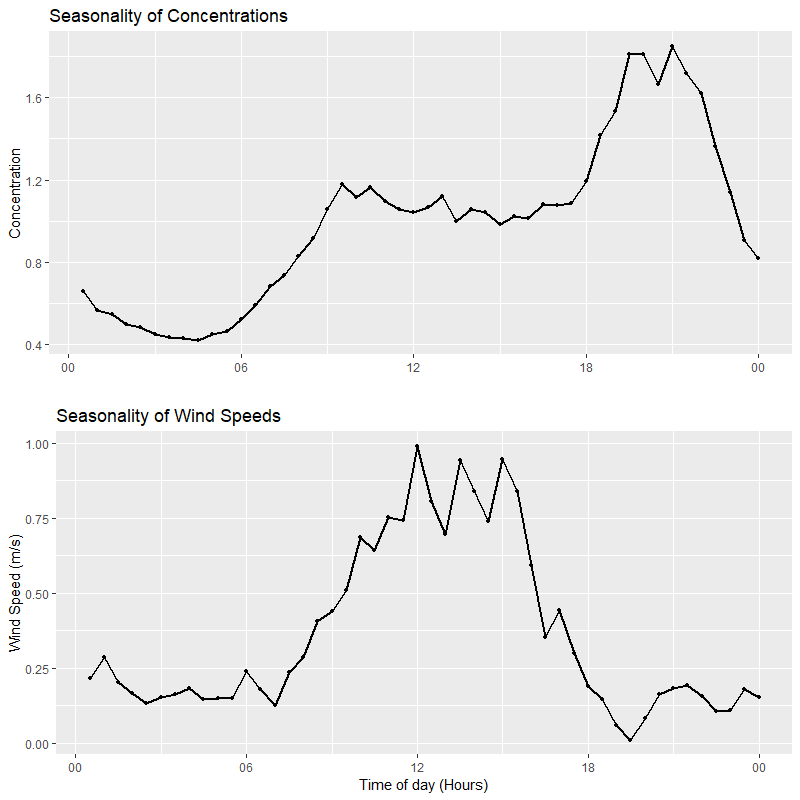 Seasonality of Concentrations
Concentration
1.6
1.2
0.8
0.4
00 06 12 18 00
Seasonality of Wind Speeds
Wind Speed (m/s)
1.00
0.75
0.50
0.25
0.00
00 06 12 18 00
Time of day (Hours)